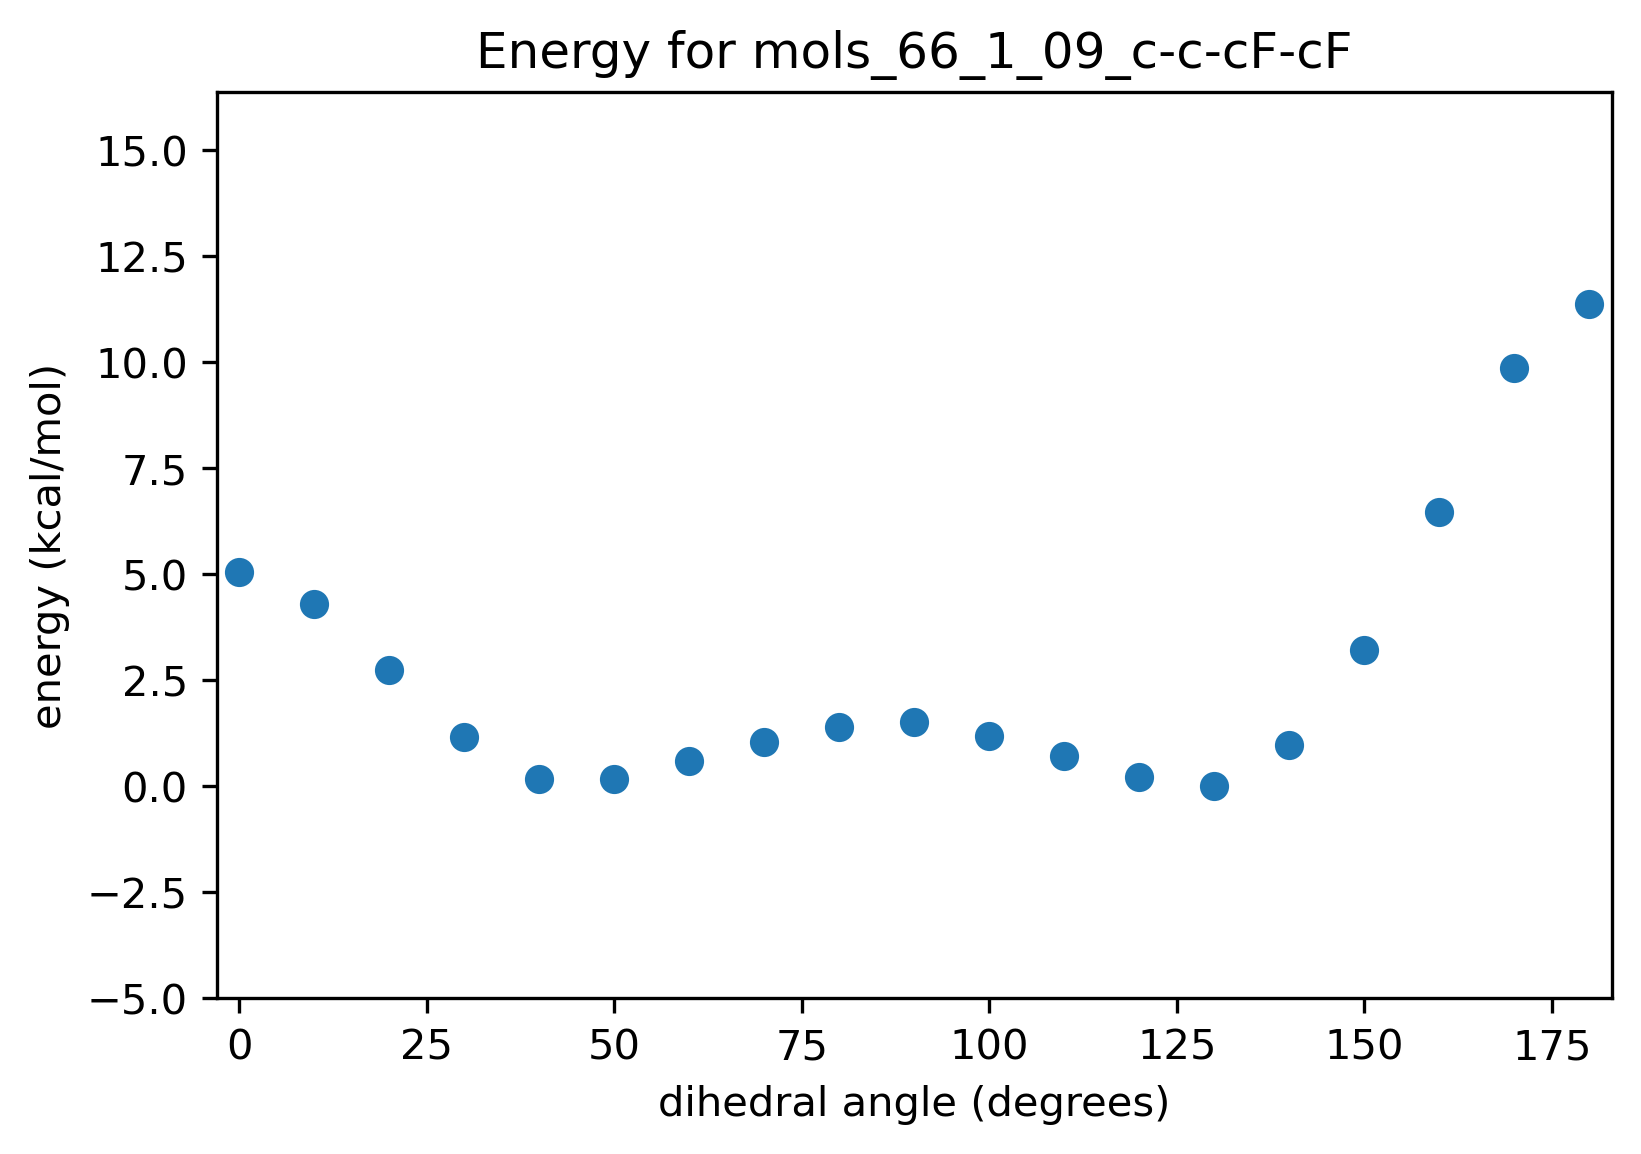 Energy for mols_66_1_09_c-c-cF-cF
15.0
12.5
10.0
7.5
5.0
2.5
0.0
−2.5
−5.0
energy (kcal/mol)
0 25 50 75 100 125 150 175
dihedral angle (degrees)